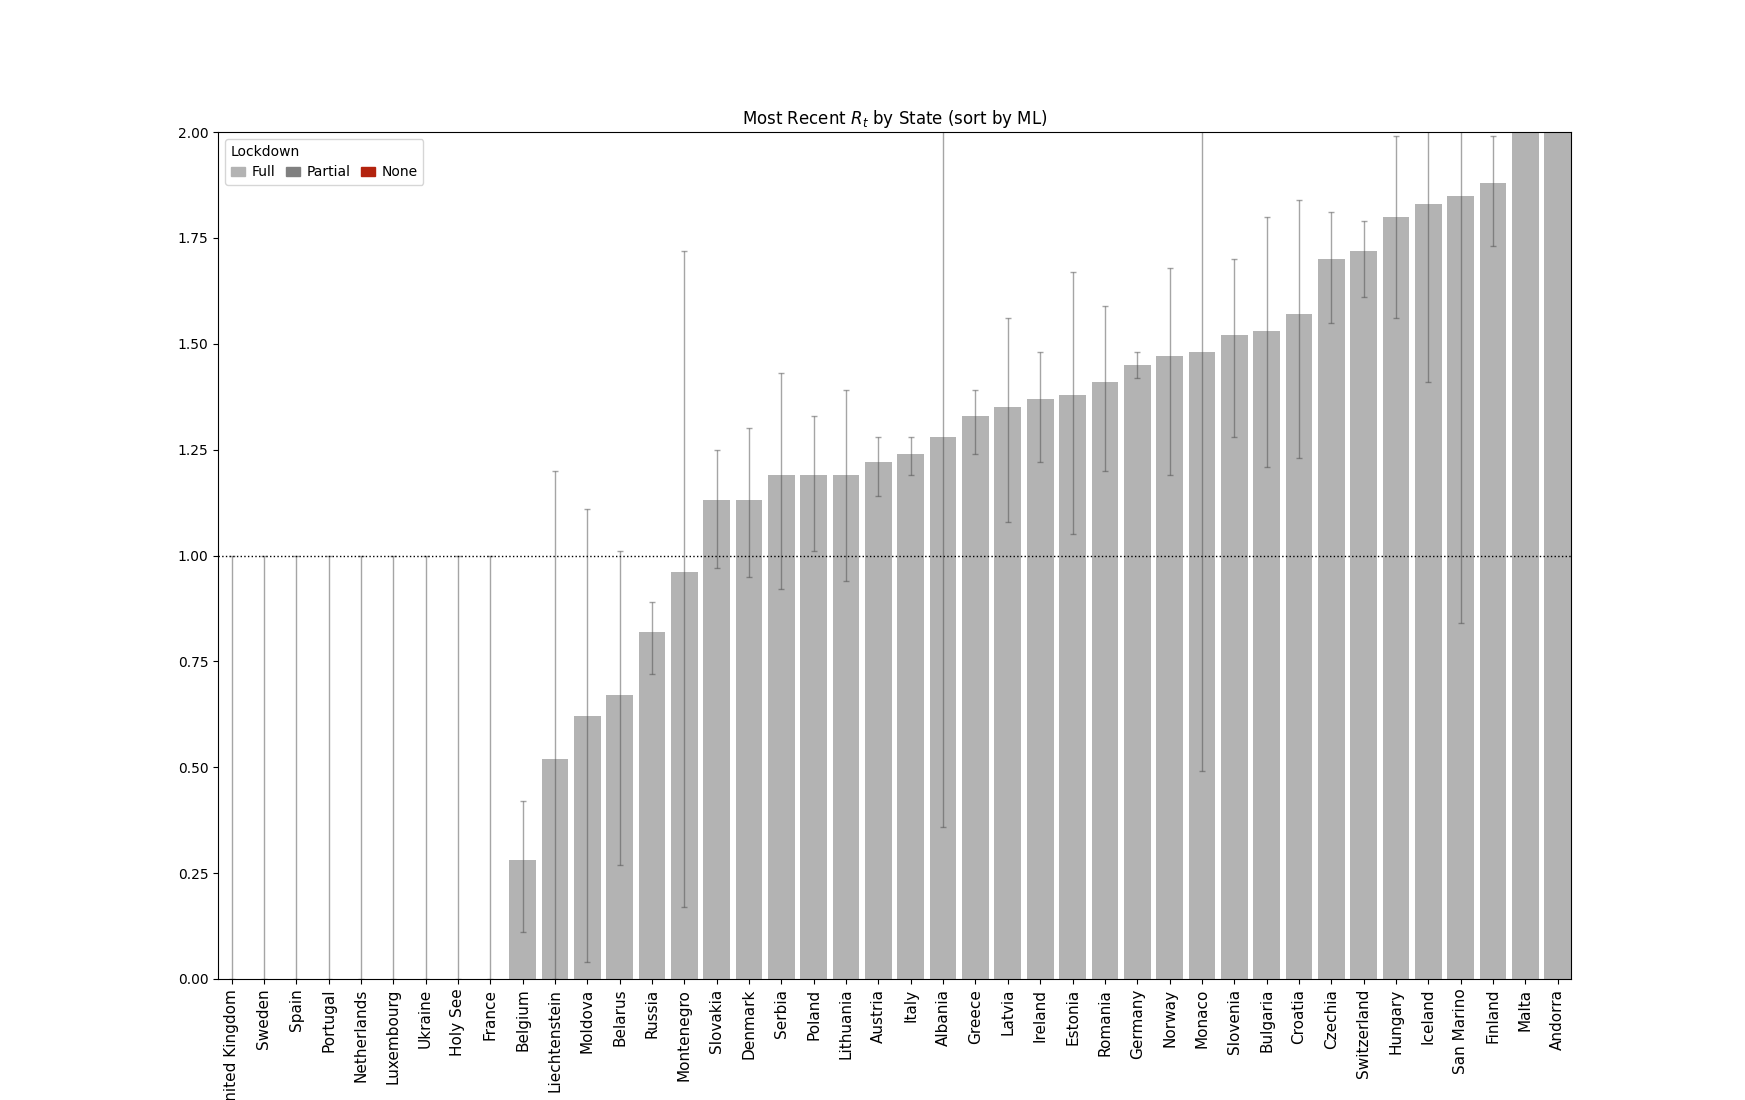 Most Recent R_t by State (sort by ML)
Lockdown
Full Partial None
2.00
1.75
1.50
1.25
1.00
0.75
0.50
0.25
0.00
nited Kingdom
Sweden
Spain
Portugal
Netherlands
Luxembourg
Ukraine
Holy See
France
Belgium
Liechtenstein
Moldova
Belarus
Russia
Montenegro
Slovakia
Denmark
Serbia
Poland
Lithuania
Austria
Italy
Albania
Greece
Latvia
Ireland
Estonia
Romania
Germany
Norway
Monaco
Slovenia
Bulgaria
Croatia
Czechia
Switzerland
Hungary
Iceland
San Marino
Finland
Malta
Andorra